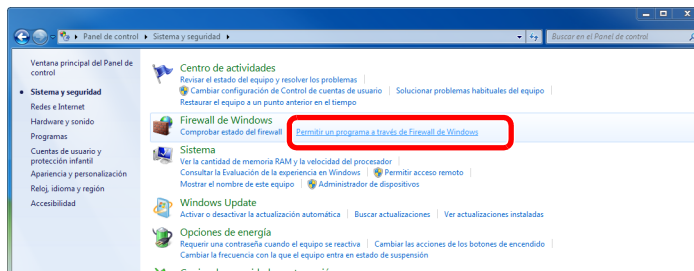 Panel de control ▸ Sistema y seguridad ▸
Buscar en el Panel de control
Ventana principal del Panel de
control
Sistema y seguridad
Redes e Internet
Hardware y sonido
Programas
Cuentas de usuario y
protección infantil
Apariencia y personalización
Reloj, idioma y región
Accesibilidad
Centro de actividades
Revisar el estado del equipo y resolver los problemas
Cambiar configuración de Control de cuentas de usuario | Solucionar problemas habituales del equipo
Restaurar el equipo a un punto anterior en el tiempo
Firewall de Windows
Comprobar estado del firewall | Permitir un programa a través de Firewall de Windows
Sistema
Ver la cantidad de memoria RAM y la velocidad del procesador
Consultar la Evaluación de la experiencia en Windows | Permitir acceso remoto
Mostrar el nombre de este equipo | Administrador de dispositivos
Windows Update
Activar o desactivar la actualización automática | Buscar actualizaciones | Ver actualizaciones instaladas
Opciones de energía
Requerir una contraseña cuando el equipo se reactiva | Cambiar las acciones de los botones de encendido
Cambiar la frecuencia con la que el equipo entra en estado de suspensión